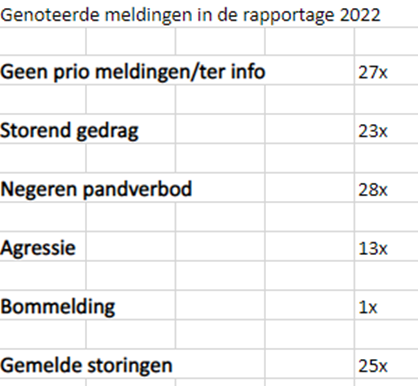 Genoteerde meldingen in de rapportage 2022
Geen prio meldingen/ter info 27x
Storend gedrag 23x
Negeren pandverbod 28x
Agressie 13x
Bommelding 1x
Gemelde storingen 25x